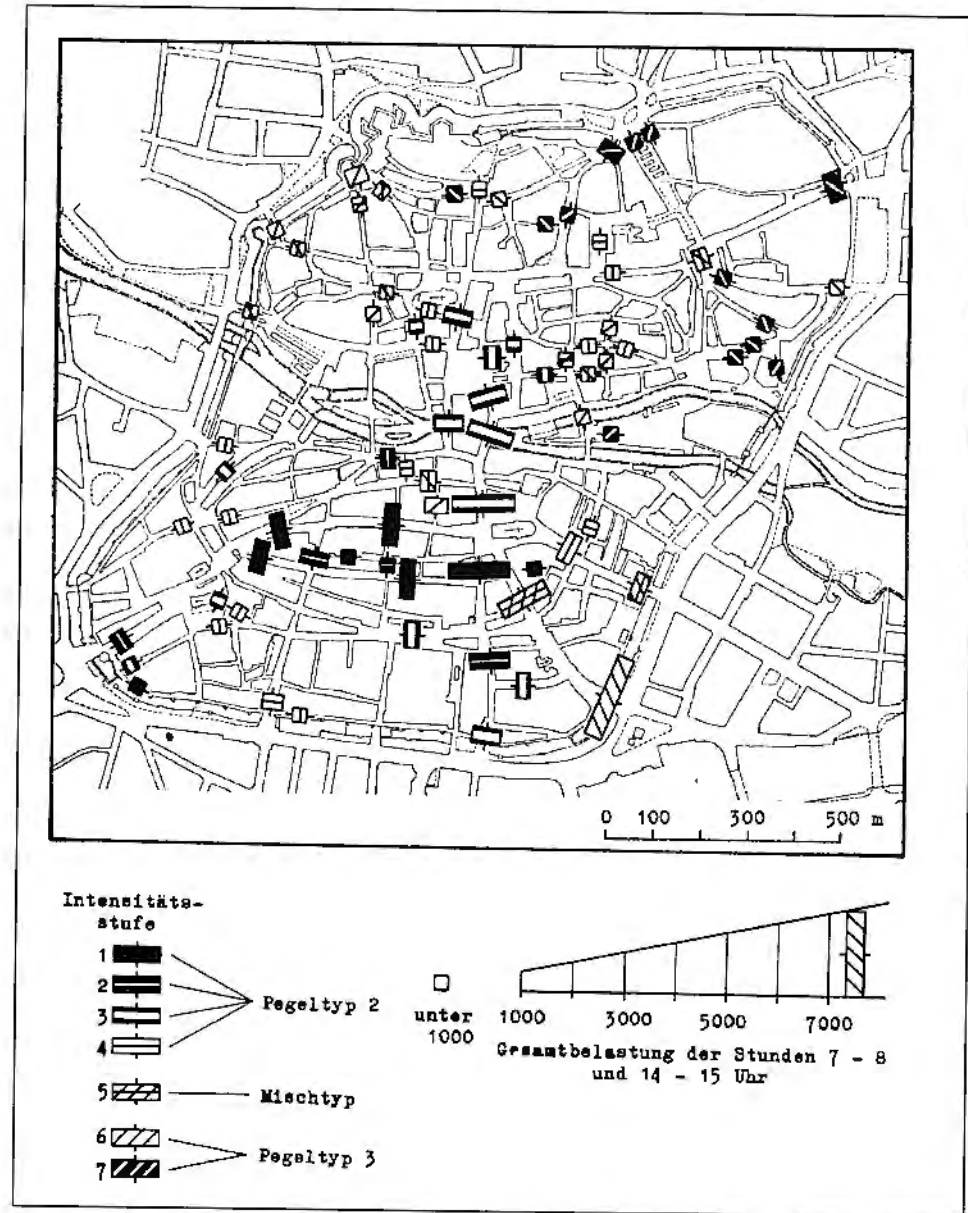 0 100 300 500 m
Intensitäts-
stufe
1
2
3
4
Pegeltyp 2
5
Mischtyp
6
7
Pegeltyp 3
unter
1000
1000 3000 5000 7000
Gesamtbelastung der Stunden 7 - 8
und 14 - 15 Uhr